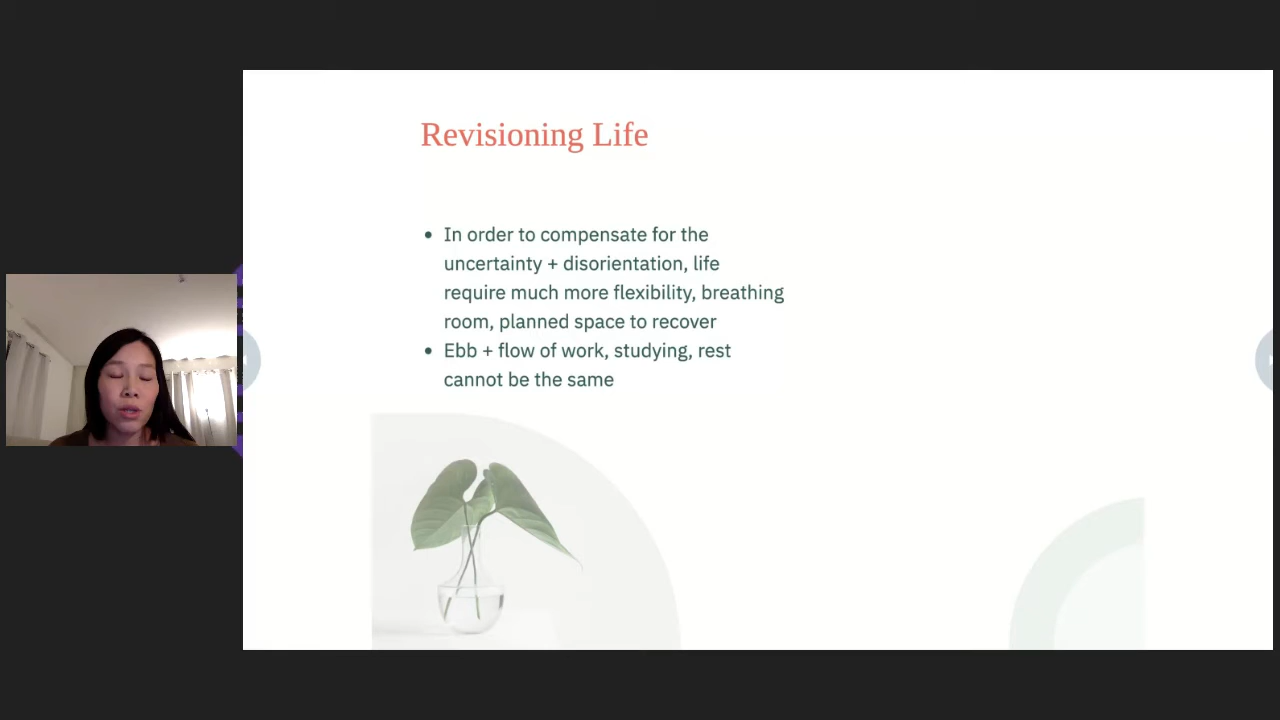 Revisioning Life
• In order to compensate for the
uncertainty + disorientation, life
require much more flexibility, breathing
room, planned space to recover
• Ebb + flow of work, studying, rest
cannot be the same